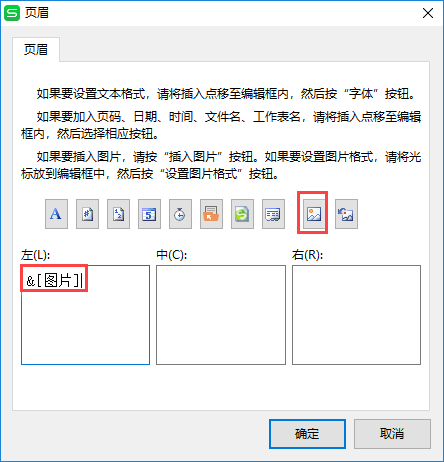 页眉
页眉
如果要设置文本格式，请将插入点移至编辑框内，然后按“字体”按钮。
如果要加入页码、日期、时间、文件名、工作表名，请将插入点移至编辑
框内，然后选择相应按钮。
如果要插入图片，请按“插入图片”按钮。如果要设置图片格式，请将光
标放到编辑框中，然后按“设置图片格式”按钮。
左(L): 中(C): 右(R):
&[图片]
确定 取消